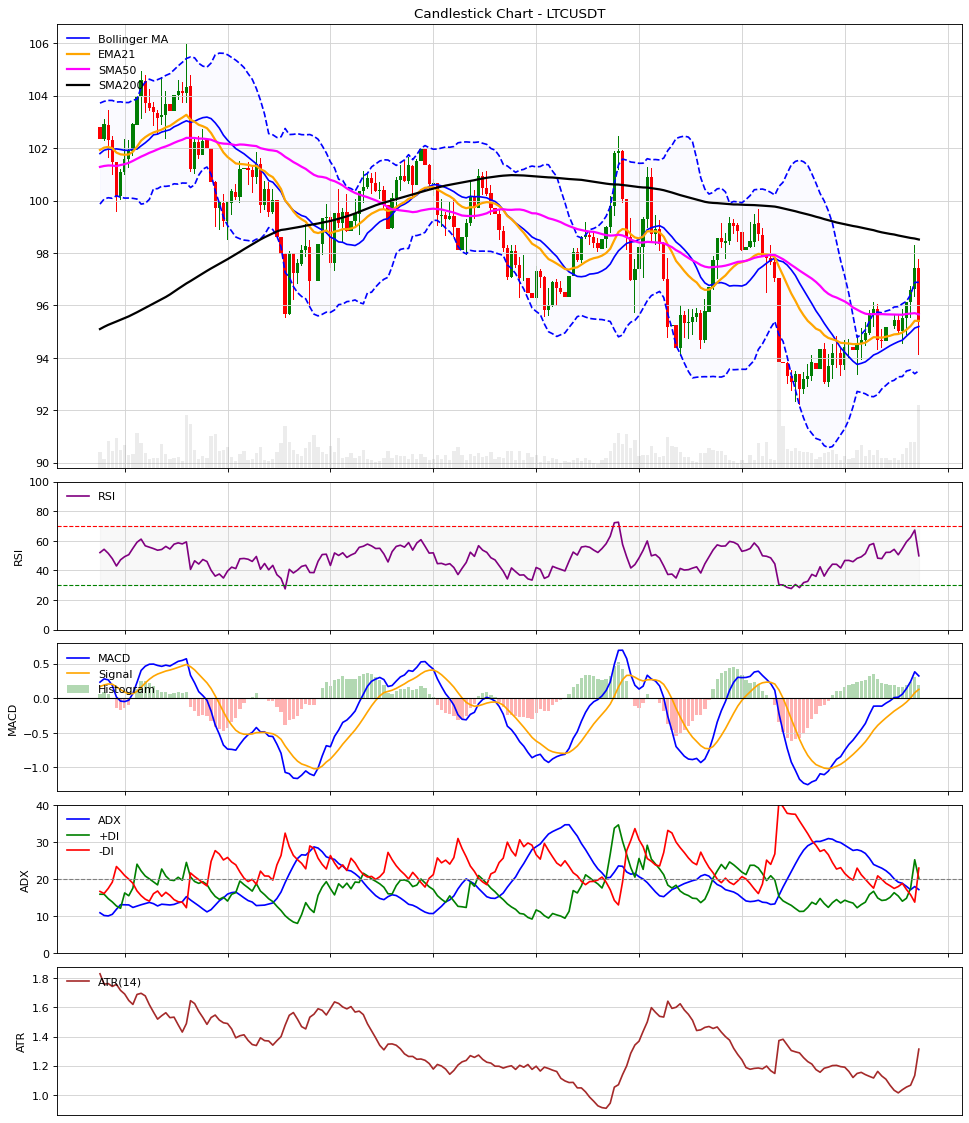 Candlestick Chart - LTCUSDT
Bollinger MA
EMA21
SMA50
SMA200
106
104
102
100
98
96
94
92
90
RSI
RSI
100
80
60
40
20
0
MACD
Signal
Histogram
MACD
0.5
0.0
−0.5
−1.0
ADX
+DI
-DI
ADX
40
30
20
10
0
ATR(14)
ATR
1.8
1.6
1.4
1.2
1.0